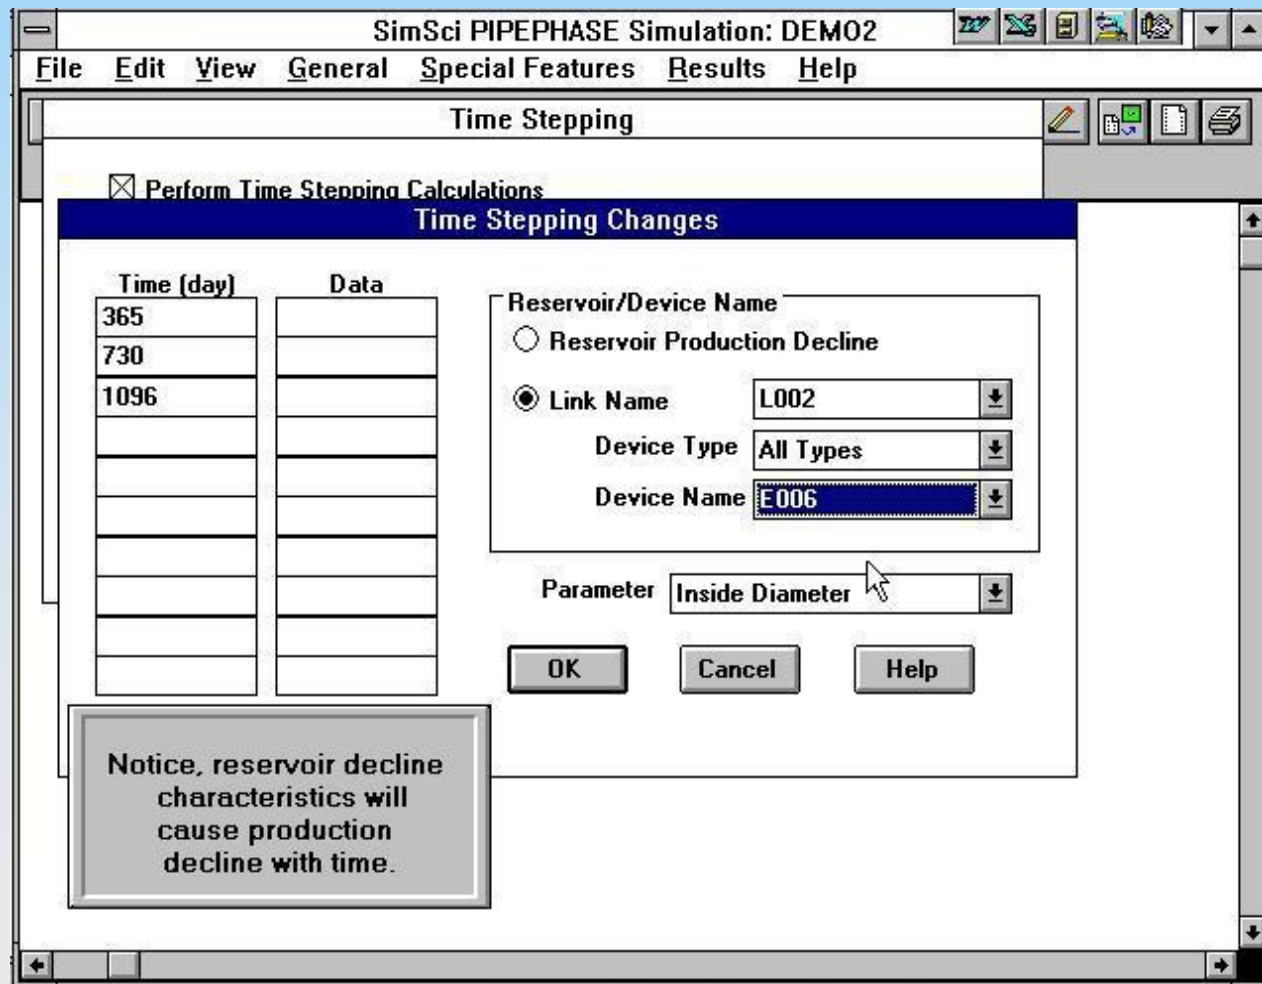 SimSci PIPEPHASE Simulation: DEMO2
File Edit View General Special Features Results Help
Time Stepping
Perform Time Stepping Calculations
Time Stepping Changes
Time (day) Data
365
730
1096
Reservoir/Device Name
Reservoir Production Decline
Link Name L002
Device Type All Types
Device Name E006
Parameter Inside Diameter
OK Cancel Help
Notice, reservoir decline
characteristics will
cause production
decline with time.